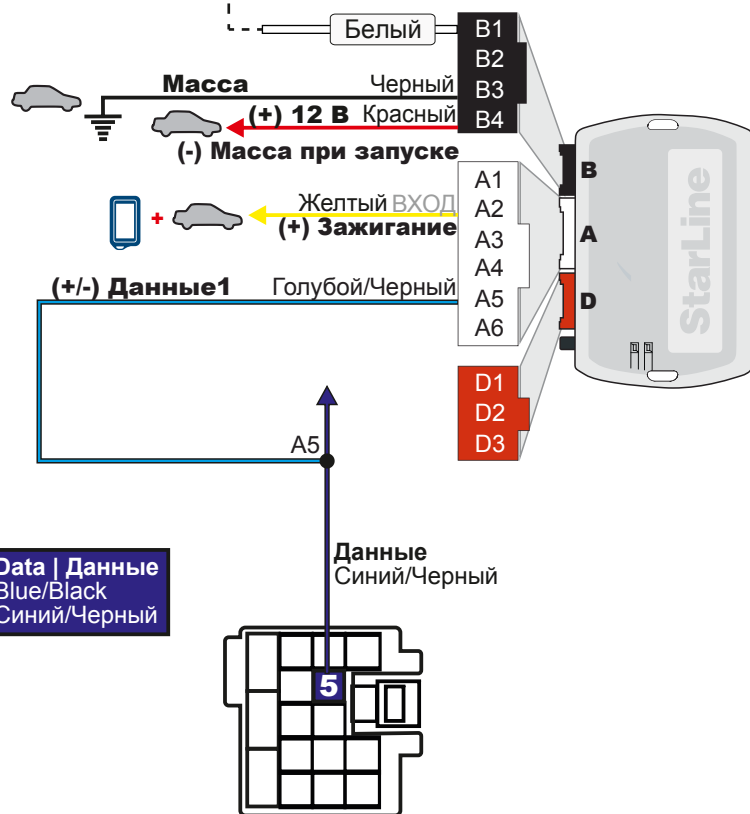 Белый
B1
B2
Масса
Черный
B3
(+) 12 В
Красный
B4
(-) Масса при запуске
A1
Желтый ВХОД
A2
+
(+) Зажигание
A3
A4
(+/-) Данные1
Голубой/Черный
A5
A6
B
A
D
StarLine
D1
D2
D3
A5
Данные
Синий/Черный
Data | Данные
Blue/Black
Синий/Черный
5